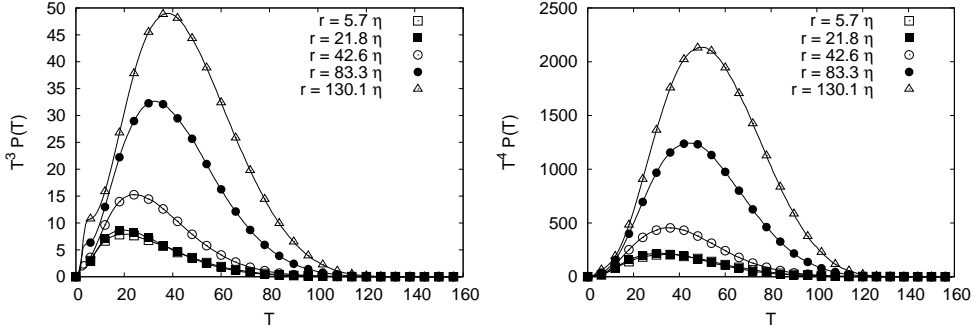 50
45
40
35
30
25
20
15
10
5
0
T³ P(T)
0 20 40 60 80 100 120 140 160
T
r = 5.7 η
r = 21.8 η
r = 42.6 η
r = 83.3 η
r = 130.1 η
2500
2000
1500
1000
500
0
T⁴ P(T)
0 20 40 60 80 100 120 140 160
T
r = 5.7 η
r = 21.8 η
r = 42.6 η
r = 83.3 η
r = 130.1 η